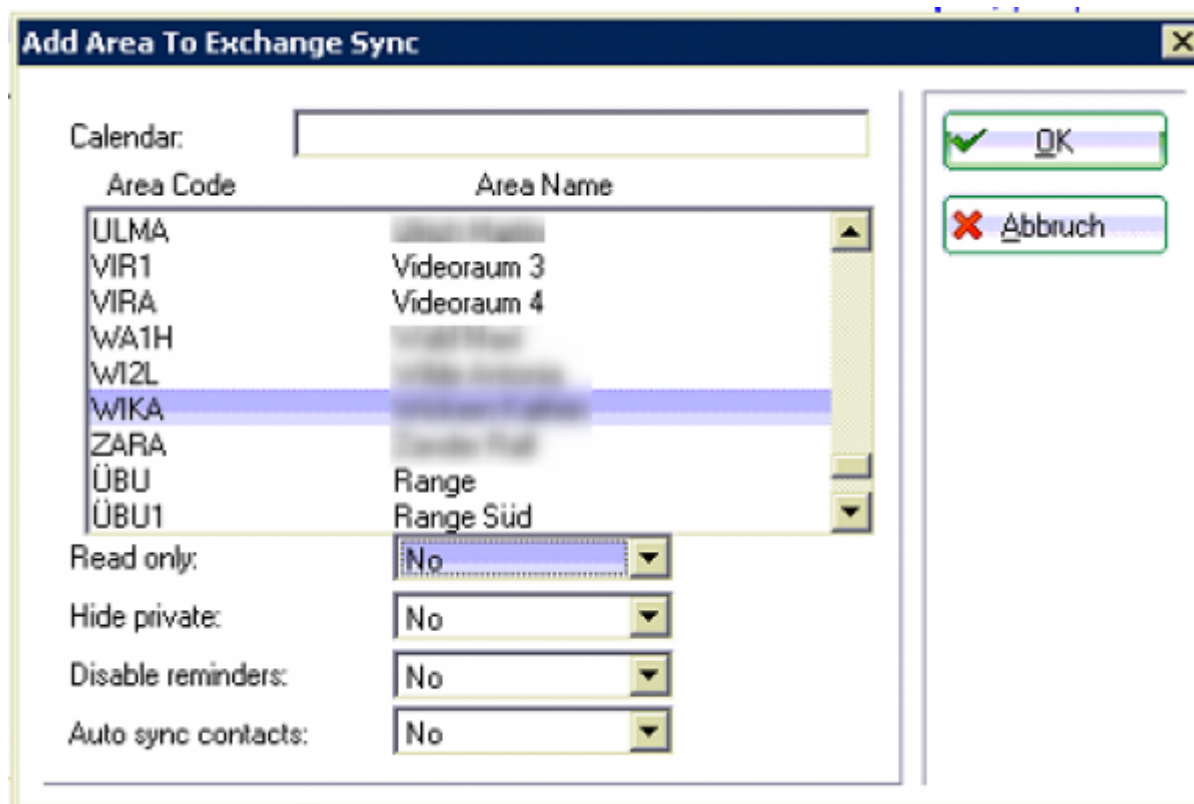 Add Area To Exchange Sync
Calendar:
OK
Area Code Area Name
Abbruch
ULMA
VIR1 Videoraum 3
VIRA Videoraum 4
WA1H
WI2L
WIKA
ZARA
ÜBU Range
ÜBU1 Range Süd
Read only: No
Hide private: No
Disable reminders: No
Auto sync contacts: No